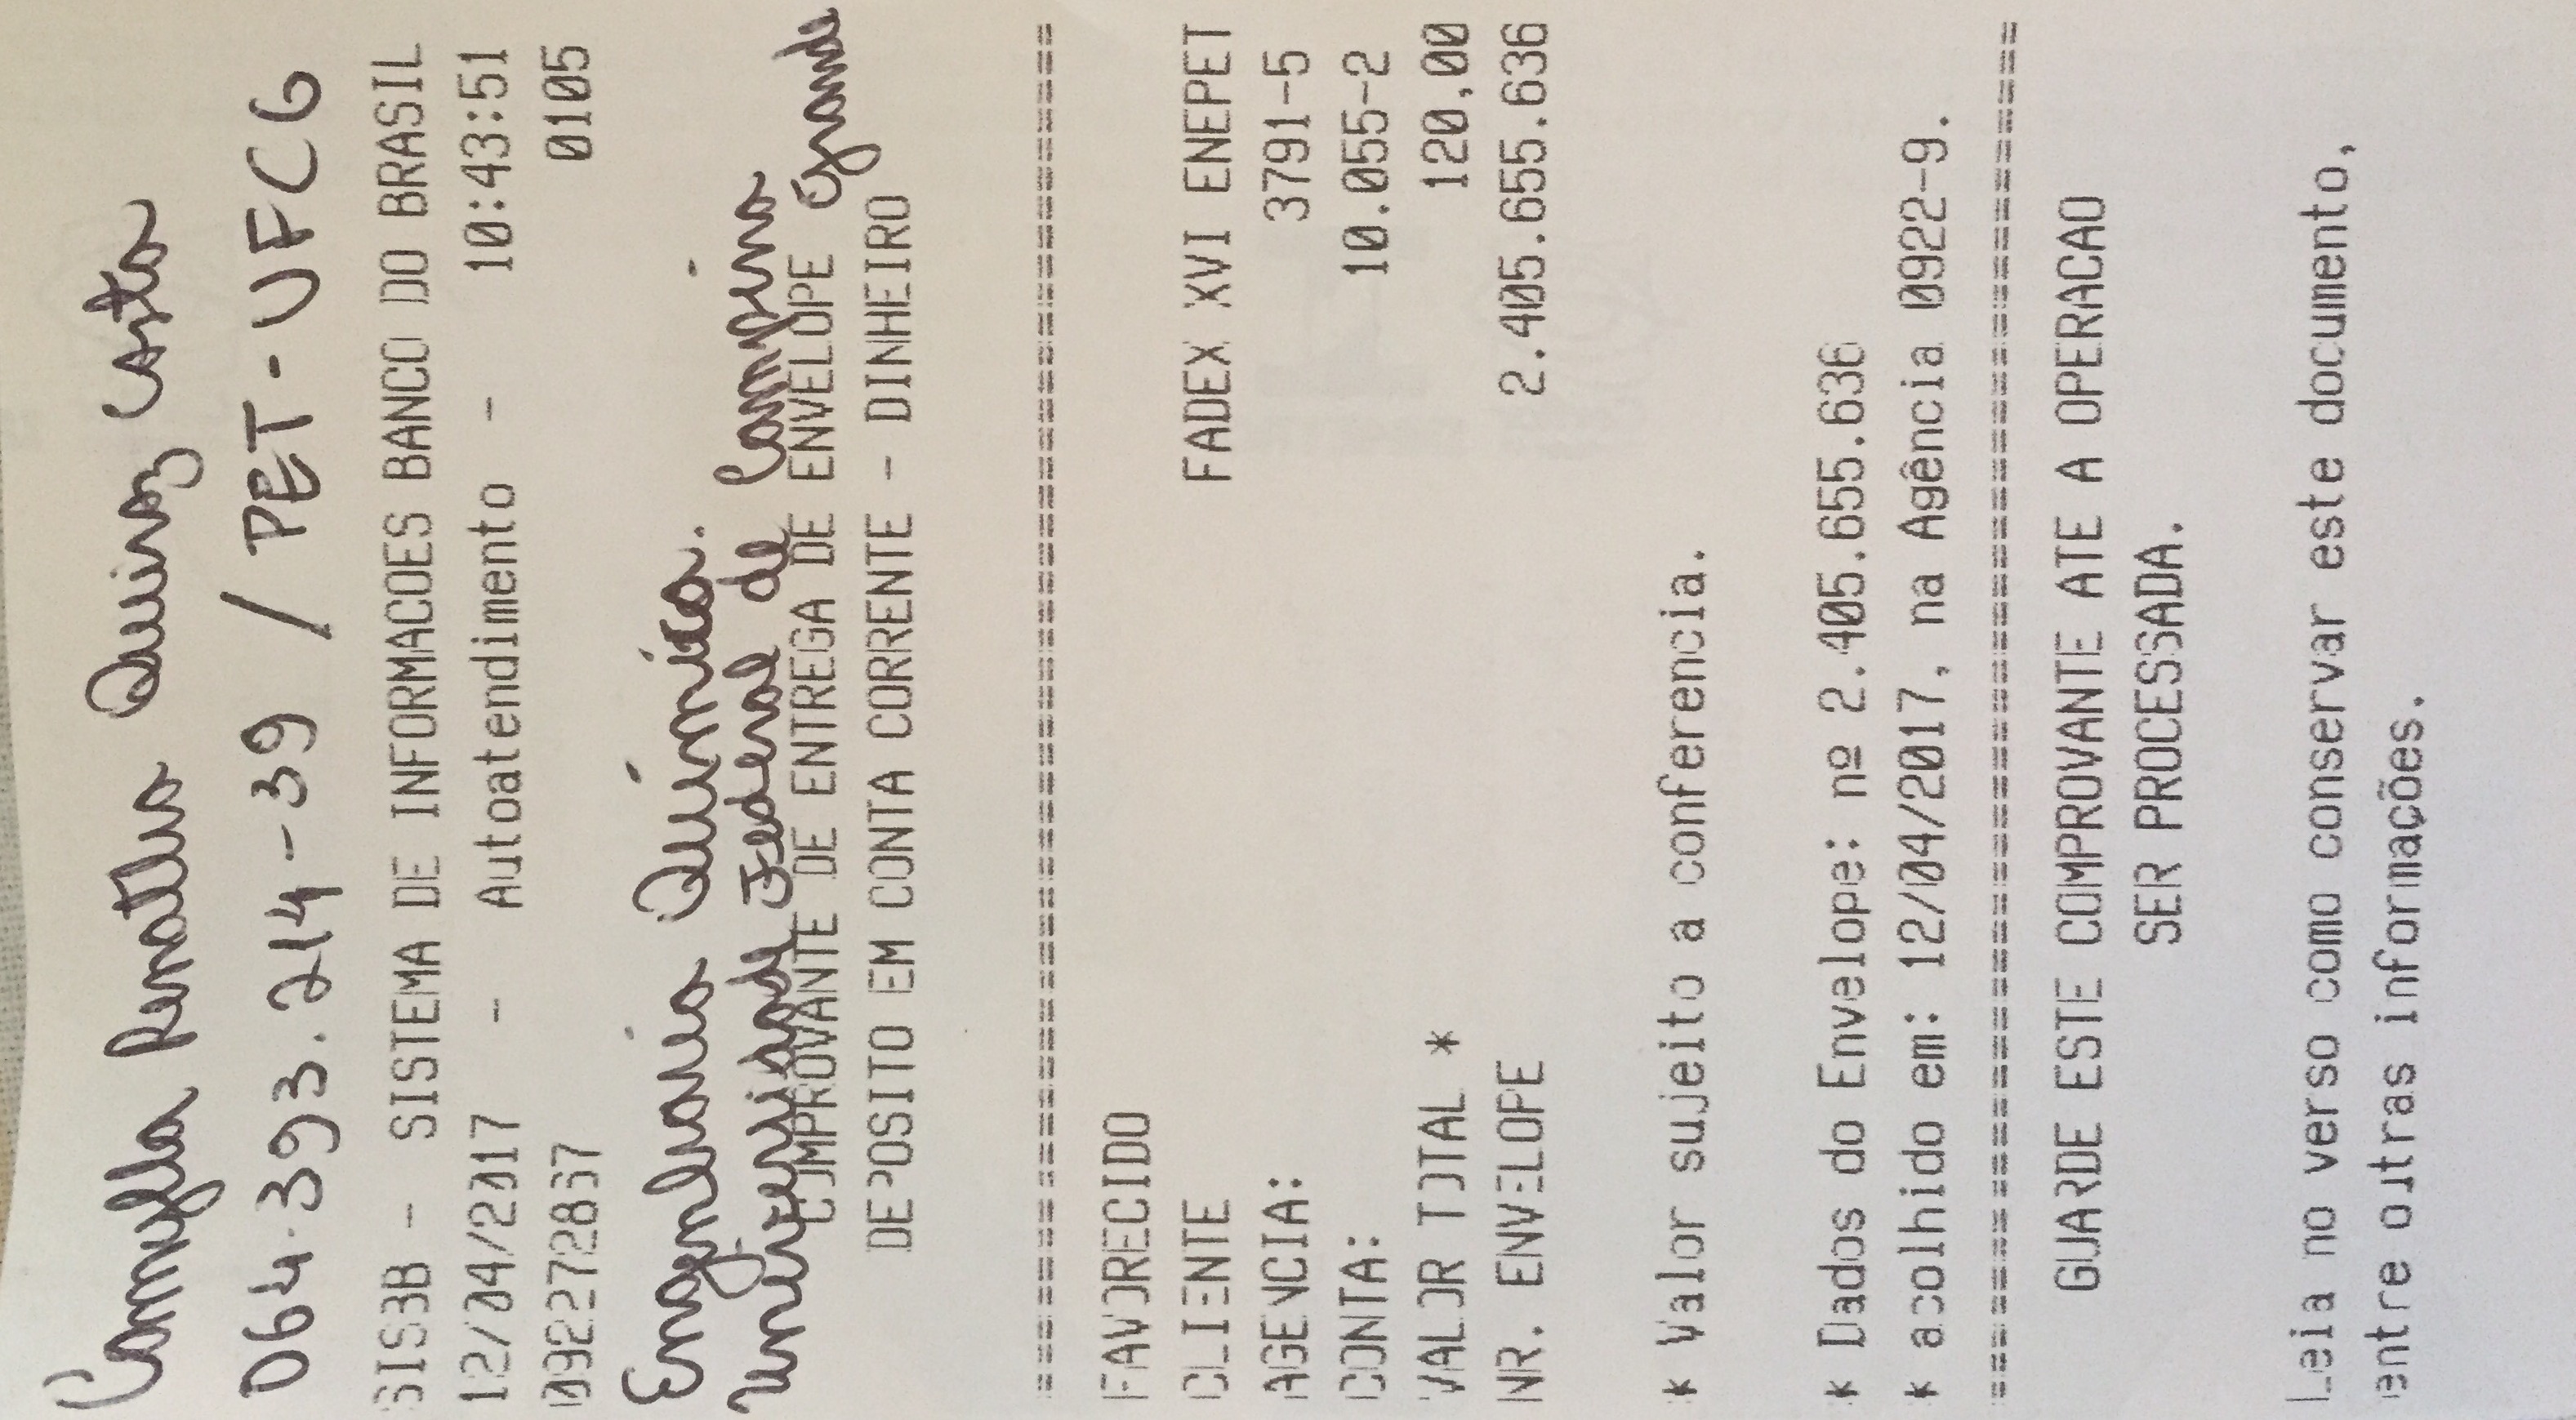 Camylla Renatha Quiroz Costa
064.393.214-39 / PET-UFCG
SISBB - SISTEMA DE INFORMACOES BANCO DO BRASIL
12/04/2017 - Autoatendimento - 10:43:51
0922728637 0105
Engenharia Química.
Universidade Federal de Campina Grande
COMPROVANTE DE ENTREGA DE ENVELOPE
DEPOSITO EM CONTA CORRENTE - DINHEIRO
================================================
FAVORECIDO
CLIENTE FADEX XVI ENEPET
AGENCIA: 3791-5
CONTA: 10.055-2
VALOR TOTAL * 120,00
NR. ENVELOPE 2.405.655.636
* Valor sujeito a conferencia.
* Dados do Envelope: nº 2.405.655.636
* acolhido em: 12/04/2017, na Agência 0922-9.
================================================
GUARDE ESTE COMPROVANTE ATE A OPERACAO
SER PROCESSADA.
Leia no verso como conservar este documento,
entre outras informações.